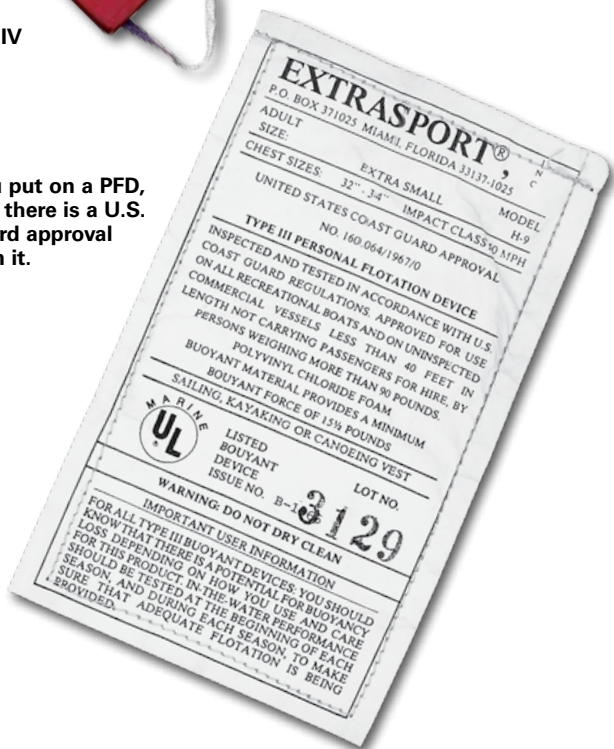 IV
put on a PFD,
there is a U.S.
rd approval
it.
EXTRASPORT®, INC
P.O. BOX 371025 MIAMI, FLORIDA 33137-1025
ADULT
SIZE: EXTRA SMALL MODEL
H-9
CHEST SIZES: 32" - 34" IMPACT CLASS 50 MPH
UNITED STATES COAST GUARD APPROVAL
NO. 160.064/1967/0
TYPE III PERSONAL FLOTATION DEVICE
INSPECTED AND TESTED IN ACCORDANCE WITH U.S.
COAST GUARD REGULATIONS. APPROVED FOR USE
ON ALL RECREATIONAL BOATS AND ON UNINSPECTED
COMMERCIAL VESSELS LESS THAN 40 FEET IN
LENGTH NOT CARRYING PASSENGERS FOR HIRE, BY
PERSONS WEIGHING MORE THAN 90 POUNDS.
POLYVINYL CHLORIDE FOAM
BUOYANT MATERIAL PROVIDES A MINIMUM
BOUYANT FORCE OF 15½ POUNDS
SAILING, KAYAKING OR CANOEING VEST
MARINE
UL®
LISTED
BOUYANT
DEVICE
ISSUE NO.
LOT NO.
3129
WARNING: DO NOT DRY CLEAN
IMPORTANT USER INFORMATION
FOR ALL TYPE III BUOYANT DEVICES: YOU SHOULD
KNOW THAT THERE IS A POTENTIAL FOR BUOYANCY
LOSS DEPENDING ON HOW YOU USE AND CARE
FOR THIS PRODUCT. IN-THE-WATER PERFORMANCE
SHOULD BE TESTED AT THE BEGINNING OF EACH
SEASON, AND DURING EACH SEASON, TO MAKE
SURE THAT ADEQUATE FLOTATION IS BEING
PROVIDED.